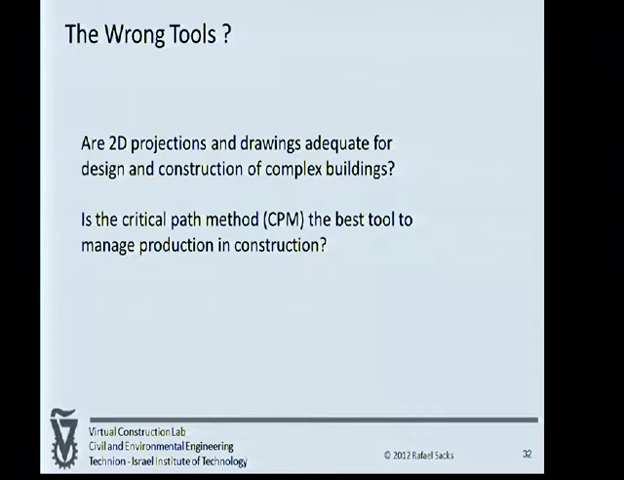 The Wrong Tools ?
Are 2D projections and drawings adequate for
design and construction of complex buildings?
Is the critical path method (CPM) the best tool to
manage production in construction?
Virtual Construction Lab
Civil and Environmental Engineering
Technion - Israel Institute of Technology
© 2012 Rafael Sacks
32